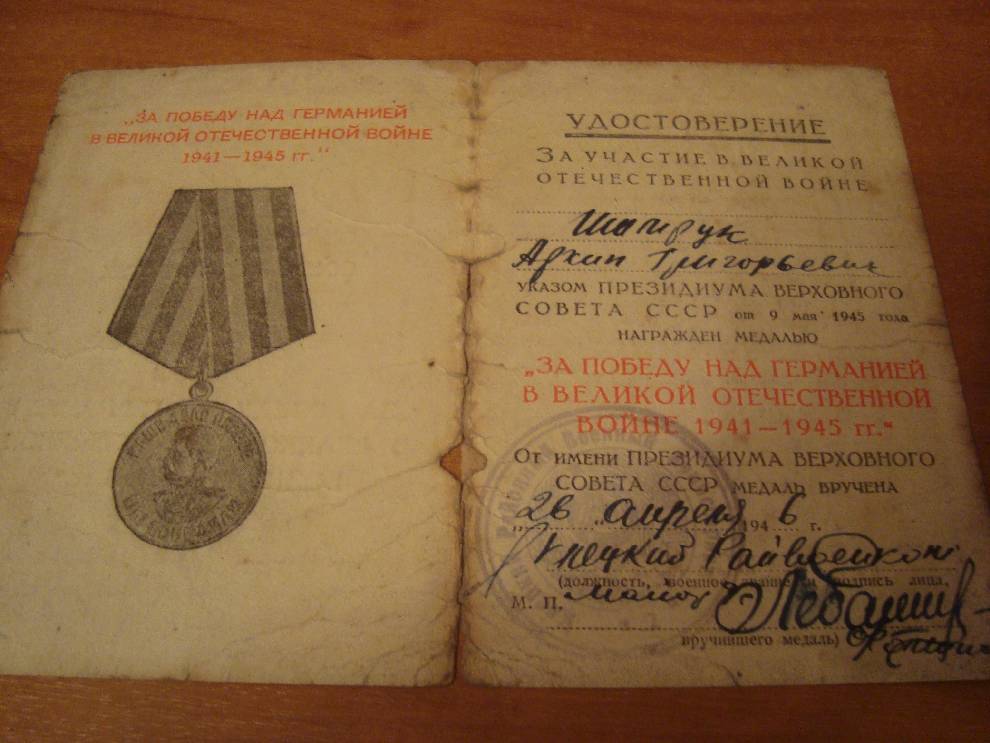 „ЗА ПОБЕДУ НАД ГЕРМАНИЕЙ
В ВЕЛИКОЙ ОТЕЧЕСТВЕННОЙ ВОЙНЕ
1941—1945 гг."
УДОСТОВЕРЕНИЕ
ЗА УЧАСТИЕ В ВЕЛИКОЙ
ОТЕЧЕСТВЕННОЙ ВОЙНЕ
Архип Григорьевич
УКАЗОМ ПРЕЗИДИУМА ВЕРХОВНОГО
СОВЕТА СССР от 9 мая 1945 года
НАГРАЖДЕН МЕДАЛЬЮ
„ЗА ПОБЕДУ НАД ГЕРМАНИЕЙ
В ВЕЛИКОЙ ОТЕЧЕСТВЕННОЙ
ВОЙНЕ 1941—1945 гг."
От имени ПРЕЗИДИУМА ВЕРХОВНОГО
СОВЕТА СССР МЕДАЛЬ ВРУЧЕНА
„26" апреля 1946 г.
Райвоенком
(должность, военное звание и подпись лица,
М. П. Майор
вручившего медаль)